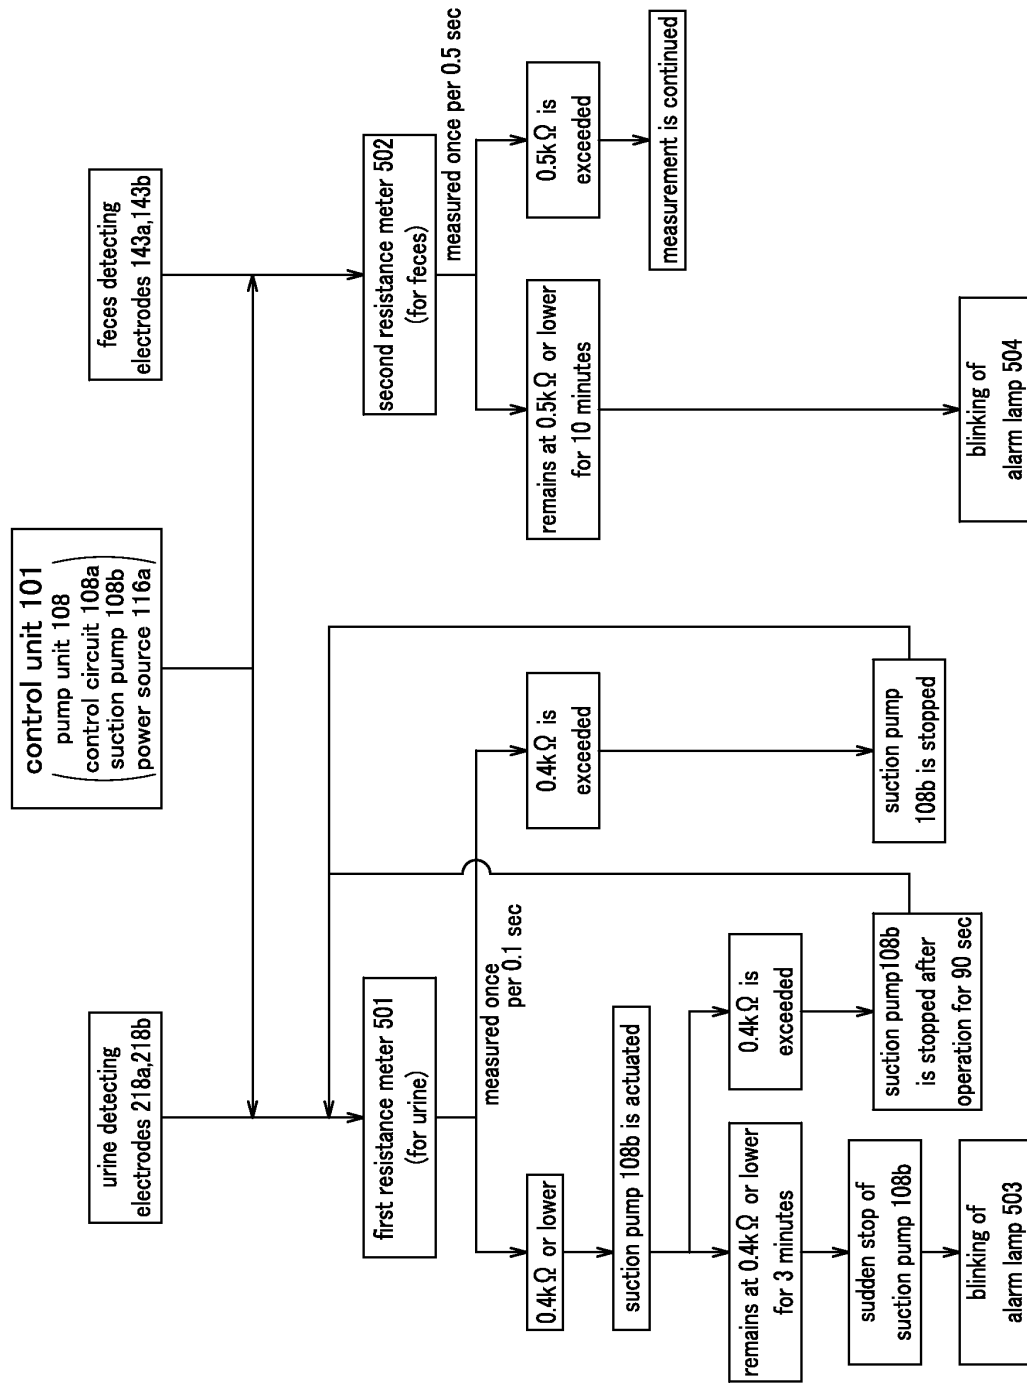 control unit 101
pump unit 108
control circuit 108a
suction pump 108b
power source 116a
urine detecting
electrodes 218a,218b
feces detecting
electrodes 143a,143b
first resistance meter 501
(for urine)
second resistance meter 502
(for feces)
measured once
per 0.1 sec
measured once per 0.5 sec
0.4kΩ or lower
0.4kΩ is
exceeded
remains at 0.5kΩ or lower
for 10 minutes
0.5kΩ is
exceeded
suction pump 108b is actuated
measurement is continued
remains at 0.4kΩ or lower
for 3 minutes
0.4kΩ is
exceeded
sudden stop of
suction pump 108b
suction pump108b
is stopped after
operation for 90 sec
suction pump
108b is stopped
blinking of
alarm lamp 503
blinking of
alarm lamp 504